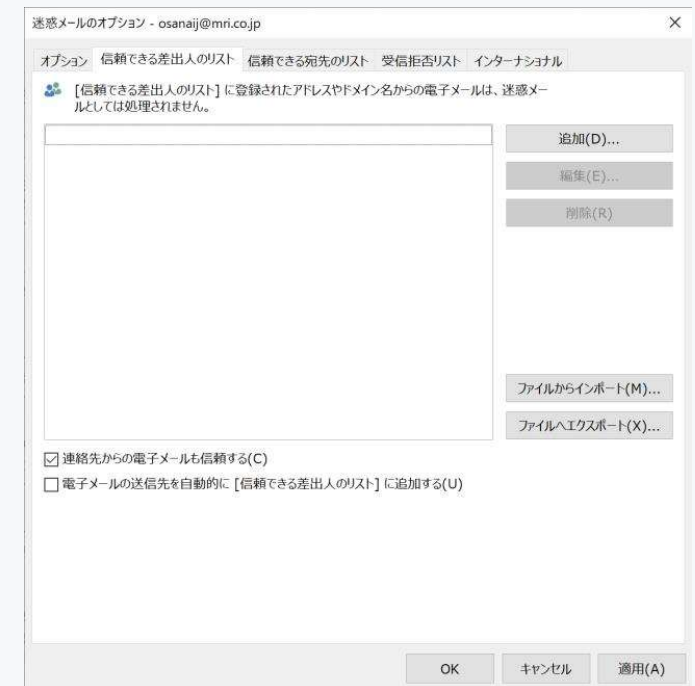 迷惑メールのオプション - osanaij@mri.co.jp
オプション 信頼できる差出人のリスト 信頼できる宛先のリスト 受信拒否リスト インターナショナル
[信頼できる差出人のリスト] に登録されたアドレスやドメイン名からの電子メールは、迷惑メー
ルとしては処理されません。
追加(D)...
編集(E)...
削除(R)
ファイルからインポート(M)...
ファイルへエクスポート(X)...
連絡先からの電子メールも信頼する(C)
電子メールの送信先を自動的に [信頼できる差出人のリスト] に追加する(U)
OK キャンセル 適用(A)